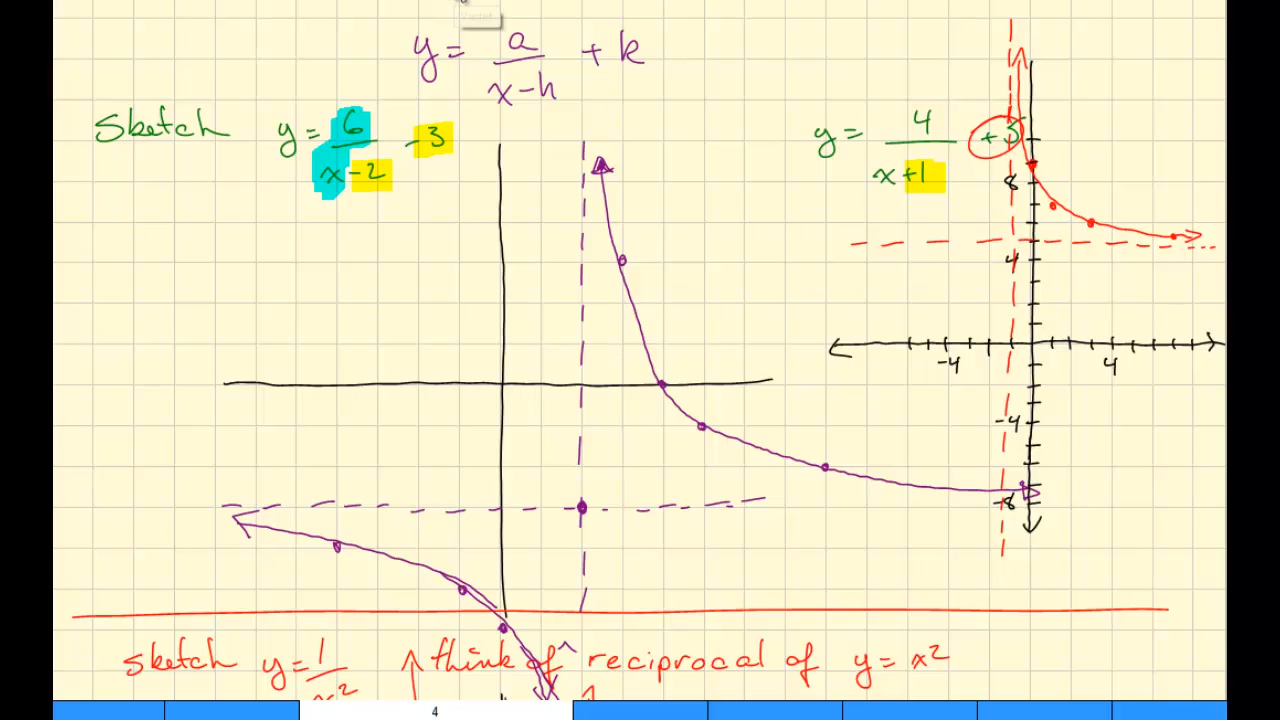 y = a/(x-h) + k
Sketch y = 6/(x-2) - 3
y = 4/(x+1) + 3
8
4
-4 4
-4
-8
sketch y = 1/x² think of reciprocal of y = x²
4